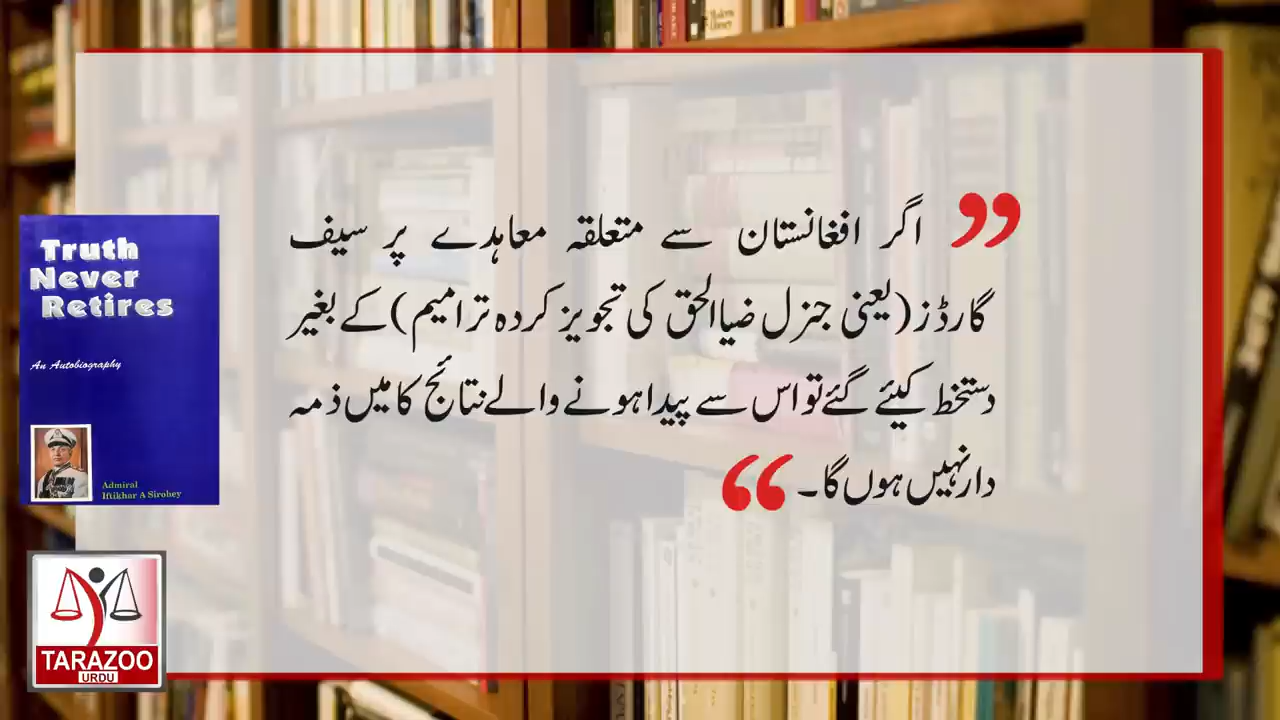 اگر افغانستان سے متعلقہ معاہدے پر سیف
گارڈز (یعنی جنرل ضیاالحق کی تجویز کردہ ترامیم) کے بغیر
دستخط کیئے گئے تو اس سے پیدا ہونے والے نتائج کا میں ذمہ
دار نہیں ہوں گا۔
Truth
Never
Retires
An Autobiography
Admiral
Iftikhar A Sirohey
TARAZOO
URDU